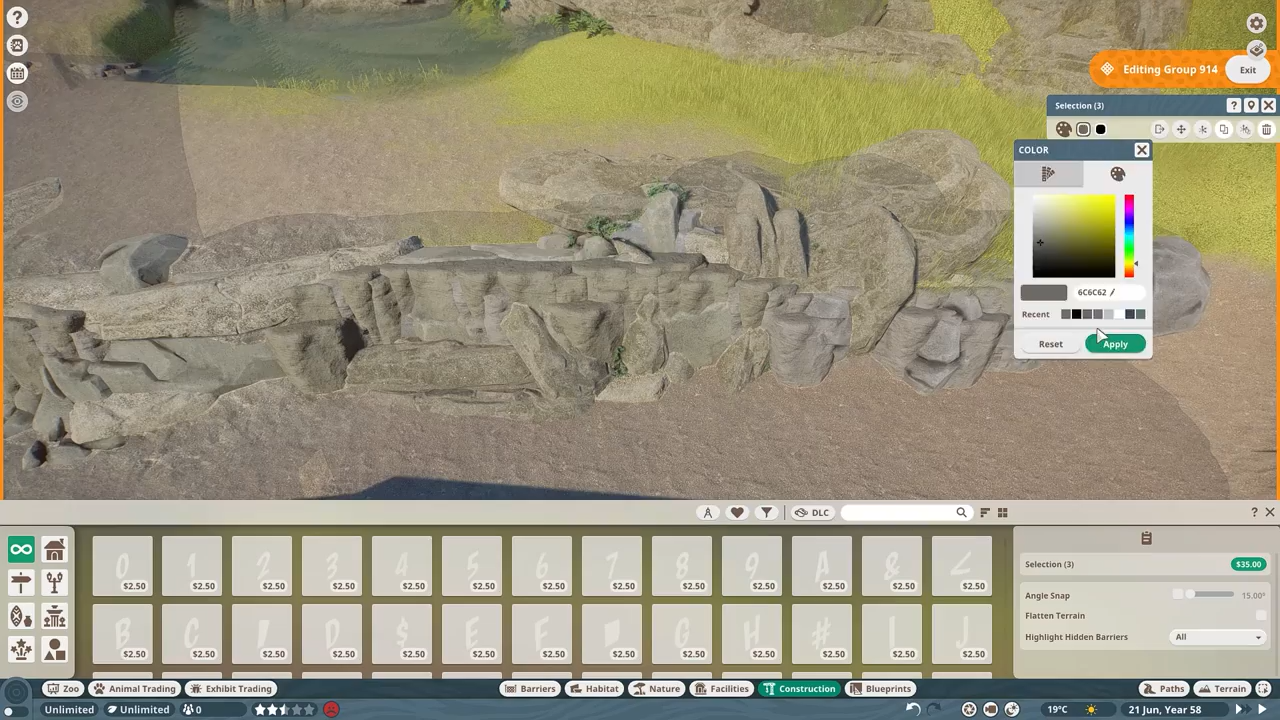 ?
Editing Group 914
Exit
Selection (3)
?
COLOR
6C6C62
Recent
Reset
Apply
DLC
?
0 $2.50
1 $2.50
2 $2.50
3 $2.50
4 $2.50
5 $2.50
6 $2.50
7 $2.50
8 $2.50
9 $2.50
A $2.50
& $2.50
$2.50
B $2.50
C $2.50
$2.50
D $2.50
$ $2.50
E $2.50
F $2.50
$2.50
G $2.50
H $2.50
# $2.50
I $2.50
J $2.50
Selection (3)
$35.00
Angle Snap
15.00°
Flatten Terrain
Highlight Hidden Barriers
All
Zoo
Animal Trading
Exhibit Trading
Barriers
Habitat
Nature
Facilities
Construction
Blueprints
Paths
Terrain
Unlimited
Unlimited
0
19°C
21 Jun, Year 58